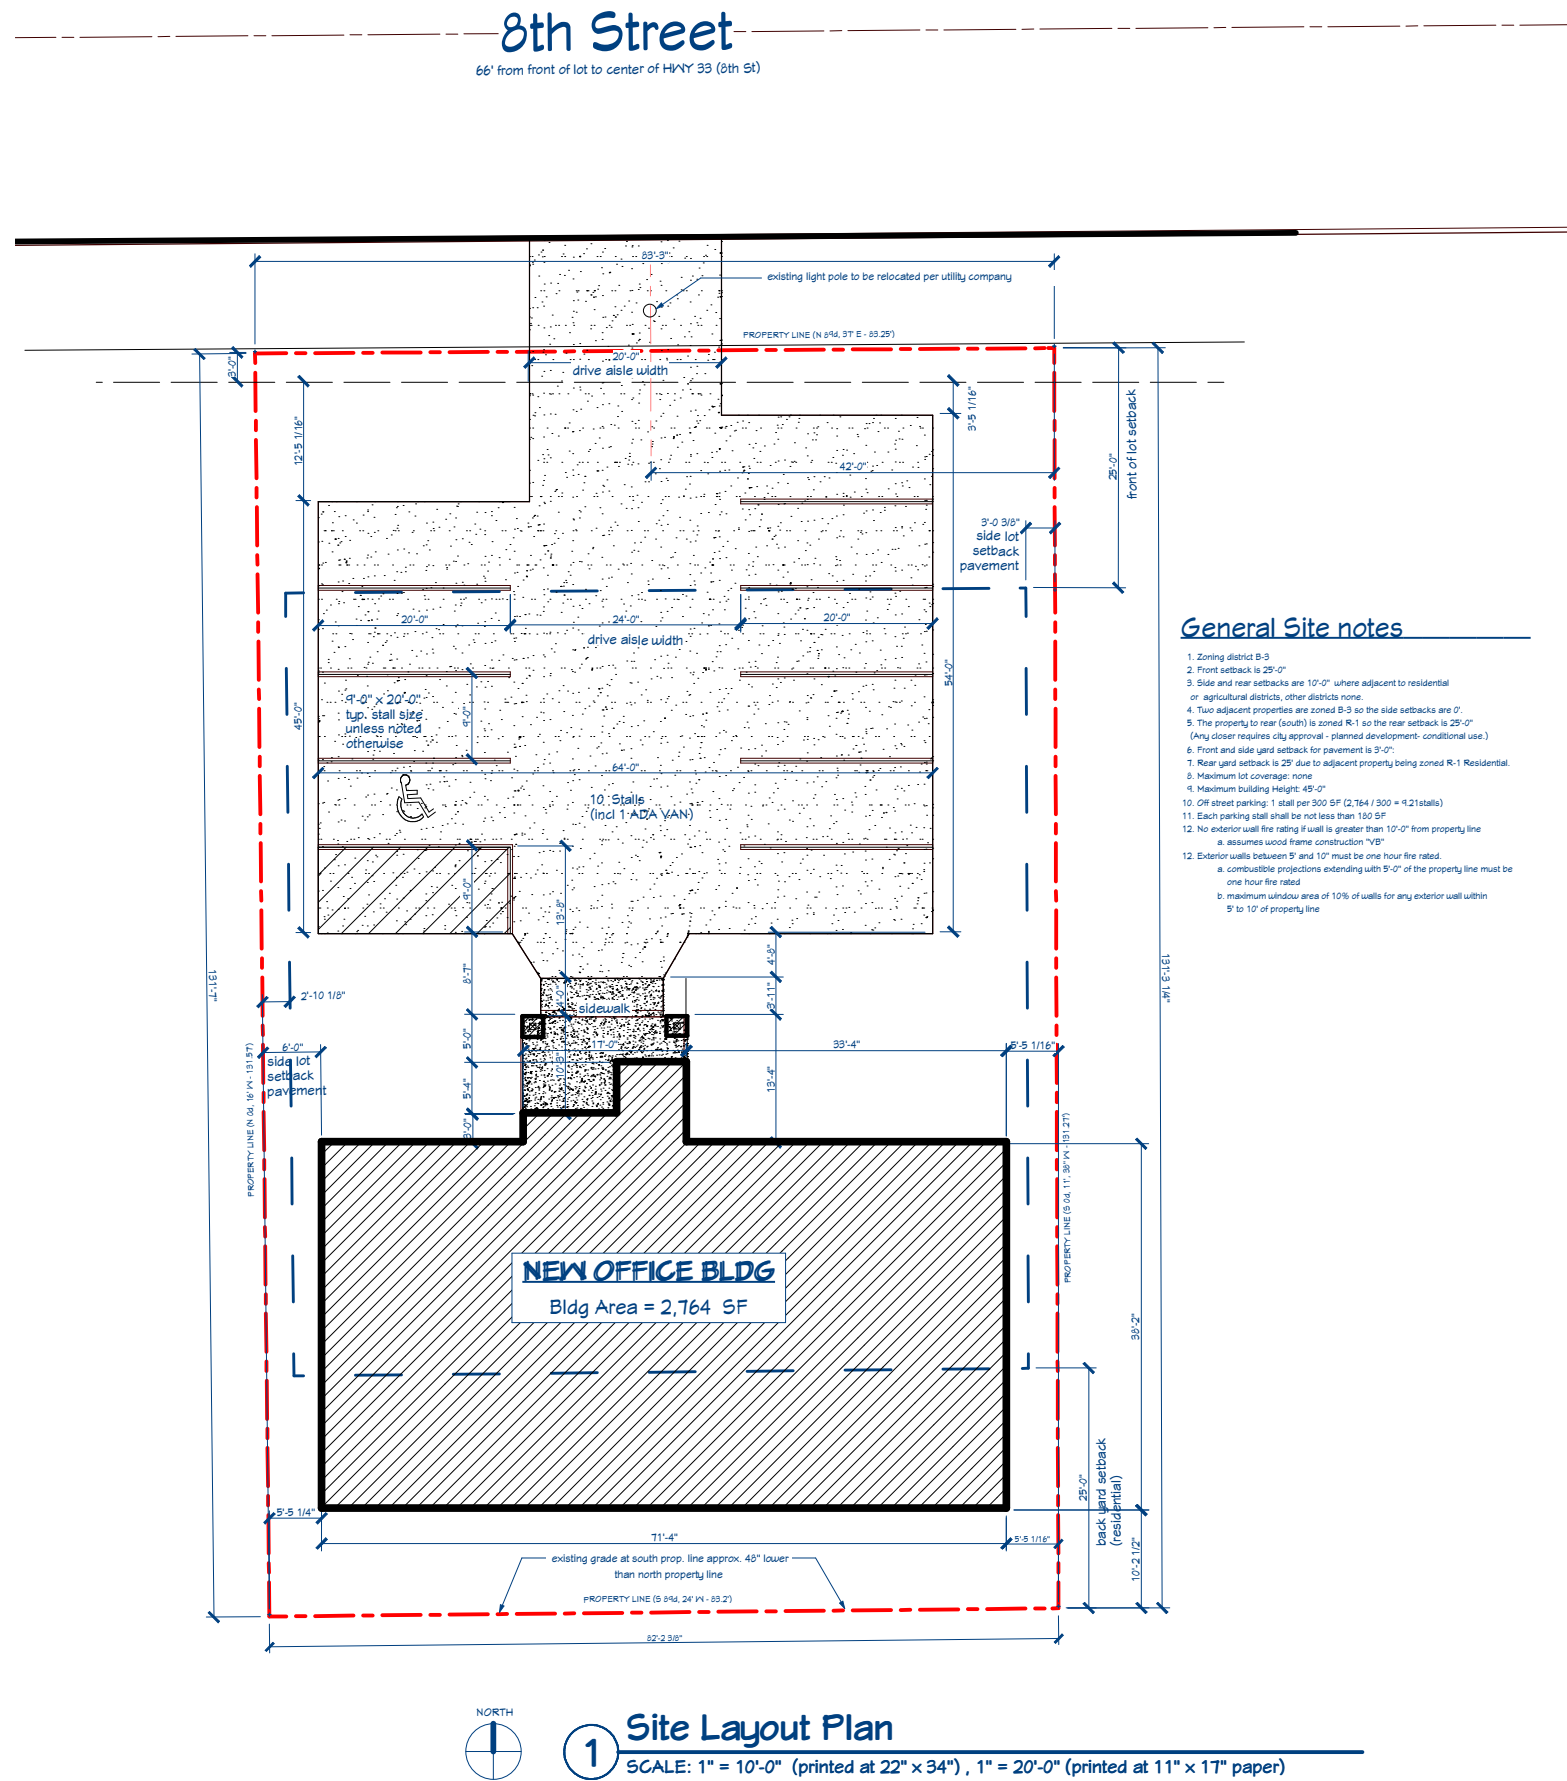 8th Street
66' from front of lot to center of HWY 33 (8th St)
83'-3"
existing light pole to be relocated per utility company
PROPERTY LINE (N 89d, 37' E - 83.25')
3'-0"
20'-0"
drive aisle width
12'-5 1/16"
3'-5 1/16"
25'-0"
front of lot setback
42'-0"
3'-0 3/8"
side lot
setback
pavement
20'-0"
24'-0"
20'-0"
drive aisle width
54'-0"
45'-0"
9'-0" x 20'-0"
typ. stall size
unless noted
otherwise
9'-0"
64'-0"
10 Stalls
(incl 1 ADA VAN)
9'-0"
13'-8"
General Site notes
1. Zoning district B-3
2. Front setback is 25'-0"
3. Side and rear setbacks are 10'-0" where adjacent to residential
or agricultural districts, other districts none.
4. Two adjacent properties are zoned B-3 so the side setbacks are 0'.
5. The property to rear (south) is zoned R-1 so the rear setback is 25'-0"
(Any closer requires city approval - planned development- conditional use.)
6. Front and side yard setback for pavement is 3'-0":
7. Rear yard setback is 25' due to adjacent property being zoned R-1 Residential.
8. Maximum lot coverage: none
9. Maximum building Height: 45'-0"
10. Off street parking: 1 stall per 300 SF (2,764 / 300 = 9.21stalls)
11. Each parking stall shall be not less than 180 SF
12. No exterior wall fire rating if wall is greater than 10'-0" from property line
a. assumes wood frame construction "VB"
12. Exterior walls between 5' and 10" must be one hour fire rated.
a. combustible projections extending with 5'-0" of the property line must be
one hour fire rated
b. maximum window area of 10% of walls for any exterior wall within
5' to 10' of property line
131'-7"
131'-3 1/4"
8'-7"
4'-8"
2'-10 1/8"
4'-0"
3'-11"
sidewalk
5'-0"
17'-0"
33'-4"
5'-5 1/16"
6'-0"
side lot
setback
pavement
10'-3"
5'-4"
13'-4"
3'-0"
PROPERTY LINE (N 0d, 16' W - 131.57)
PROPERTY LINE (S 0d, 11', 38" W - 131.27')
NEW OFFICE BLDG
Bldg Area = 2,764 SF
38'-2"
25'-0"
back yard setback
(residential)
5'-5 1/4"
71'-4"
5'-5 1/16"
10'-2 1/2"
existing grade at south prop. line approx. 48" lower
than north property line
PROPERTY LINE (S 89d, 24' W - 83.2')
82'-2 3/8"
NORTH
1
Site Layout Plan
SCALE: 1" = 10'-0" (printed at 22" x 34") , 1" = 20'-0" (printed at 11" x 17" paper)